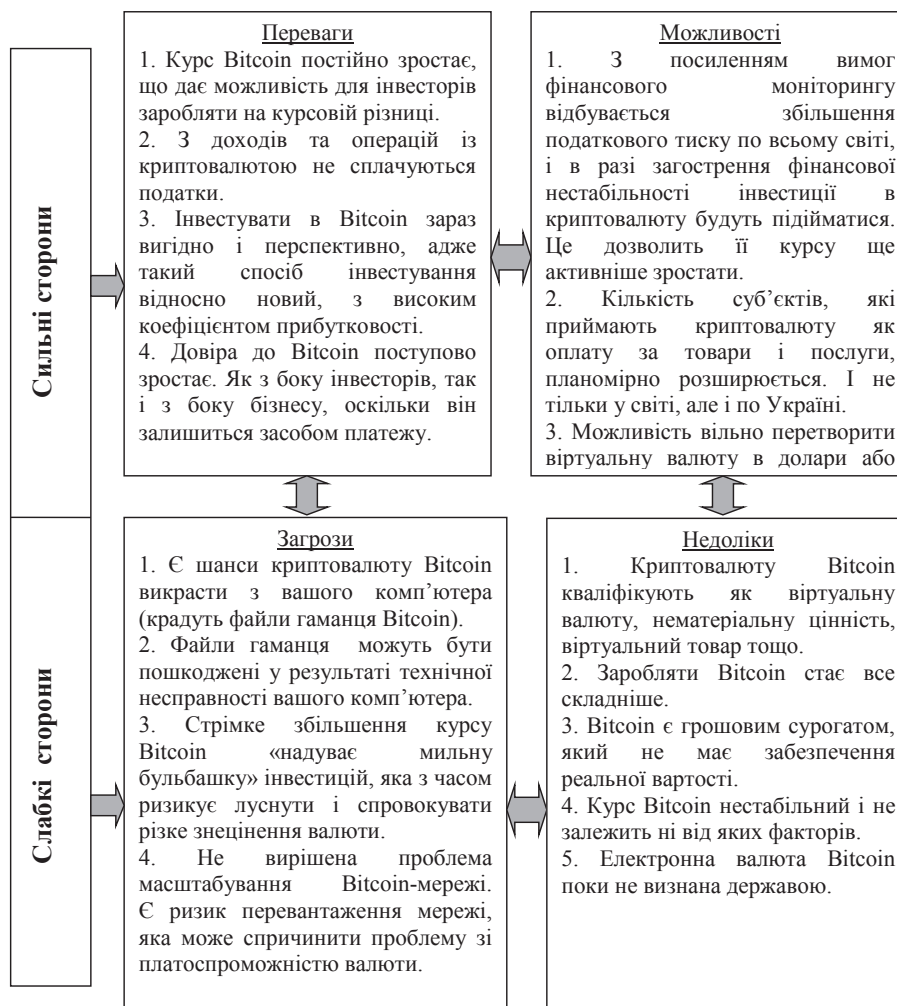 Сильні сторони
Переваги
1. Курс Bitcoin постійно зростає,
що дає можливість для інвесторів
заробляти на курсовій різниці.
2. З доходів та операцій із
криптовалютою не сплачуються
податки.
3. Інвестувати в Bitcoin зараз
вигідно і перспективно, адже
такий спосіб інвестування
відносно новий, з високим
коефіцієнтом прибутковості.
4. Довіра до Bitcoin поступово
зростає. Як з боку інвесторів, так
і з боку бізнесу, оскільки він
залишиться засобом платежу.
Можливості
1. З посиленням вимог
фінансового моніторингу
відбувається збільшення
податкового тиску по всьому світі,
і в разі загострення фінансової
нестабільності інвестиції в
криптовалюту будуть підійматися.
Це дозволить її курсу ще
активніше зростати.
2. Кількість суб’єктів, які
приймають криптовалюту як
оплату за товари і послуги,
планомірно розширюється. І не
тільки у світі, але і по Україні.
3. Можливість вільно перетворити
віртуальну валюту в долари або
Слабкі сторони
Загрози
1. Є шанси криптовалюту Bitcoin
викрасти з вашого комп’ютера
(крадуть файли гаманця Bitcoin).
2. Файли гаманця можуть бути
пошкоджені у результаті технічної
несправності вашого комп’ютера.
3. Стрімке збільшення курсу
Bitcoin «надуває мильну
бульбашку» інвестицій, яка з часом
ризикує луснути і спровокувати
різке знецінення валюти.
4. Не вирішена проблема
масштабування Bitcoin-мережі.
Є ризик перевантаження мережі,
яка може спричинити проблему зі
платоспроможністю валюти.
Недоліки
1. Криптовалюту Bitcoin
кваліфікують як віртуальну
валюту, нематеріальну цінність,
віртуальний товар тощо.
2. Заробляти Bitcoin стає все
складніше.
3. Bitcoin є грошовим сурогатом,
який не має забезпечення
реальної вартості.
4. Курс Bitcoin нестабільний і не
залежить ні від яких факторів.
5. Електронна валюта Bitcoin
поки не визнана державою.